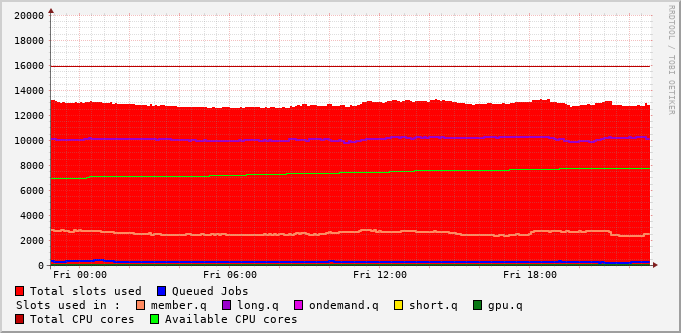 RRDTOOL / TOBI OETIKER
20000
18000
16000
14000
12000
10000
8000
6000
4000
2000
0
Fri 00:00 Fri 06:00 Fri 12:00 Fri 18:00
Total slots used Queued Jobs
Slots used in : member.q long.q ondemand.q short.q gpu.q
Total CPU cores Available CPU cores